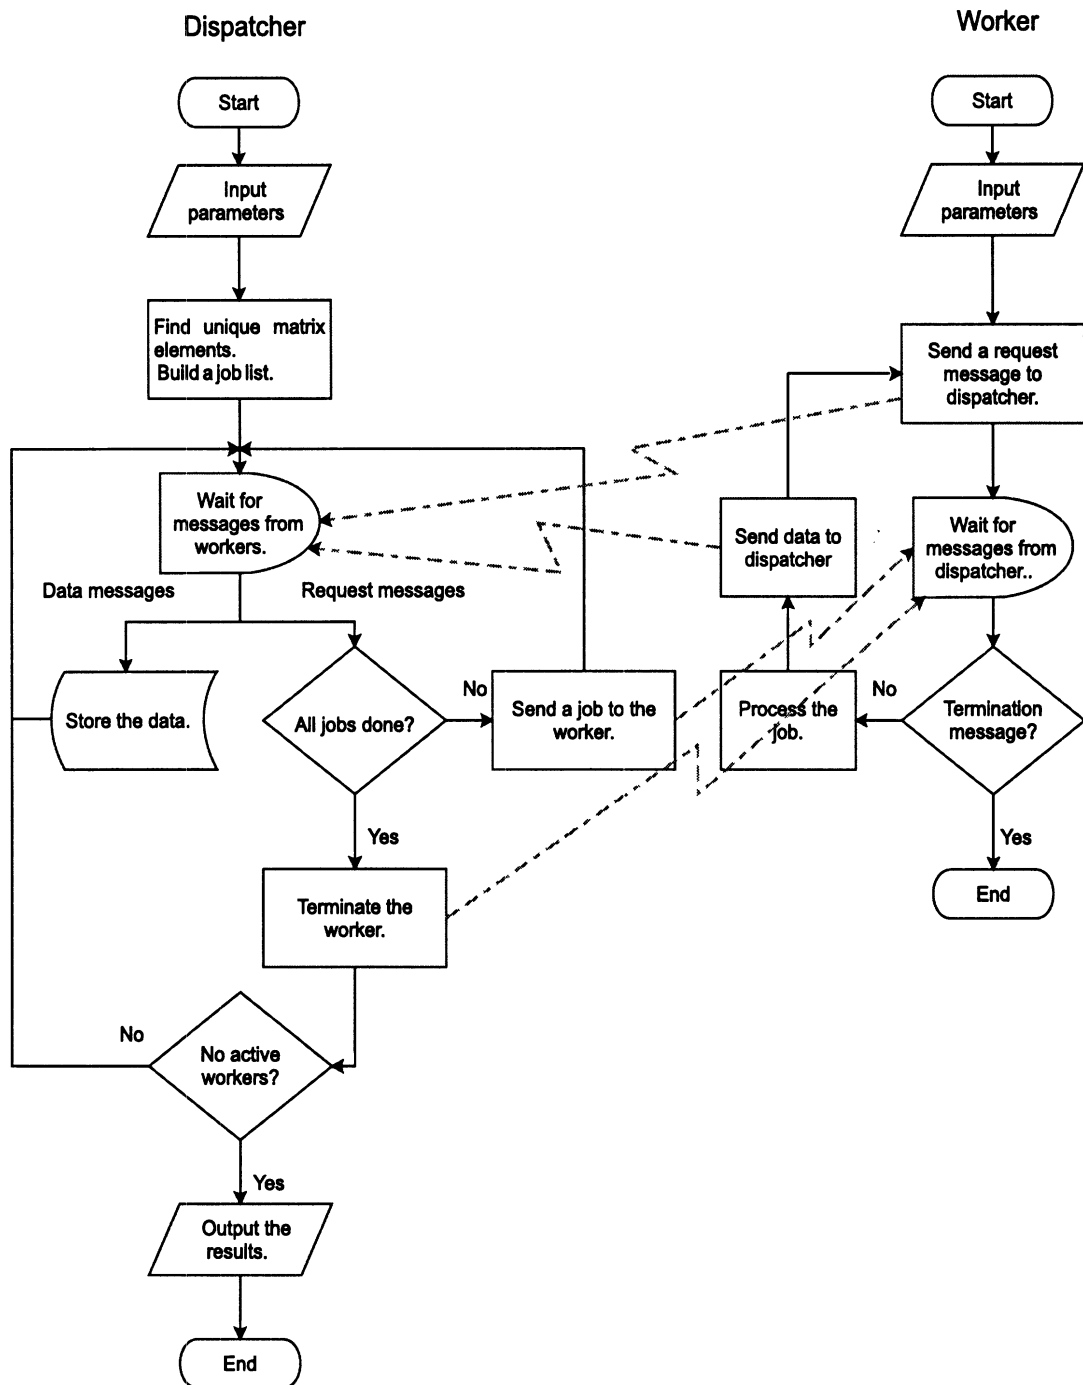 Dispatcher
Worker
Start
Start
Input
parameters
Input
parameters
Find unique matrix
elements.
Build a job list.
Send a request
message to
dispatcher.
Wait for
messages from
workers.
Send data to
dispatcher
Wait for
messages from
dispatcher..
Data messages
Request messages
Store the data.
All jobs done?
No
Send a job to the
worker.
Process the
job.
No
Termination
message?
Yes
Yes
Terminate the
worker.
End
No
No active
workers?
Yes
Output the
results.
End